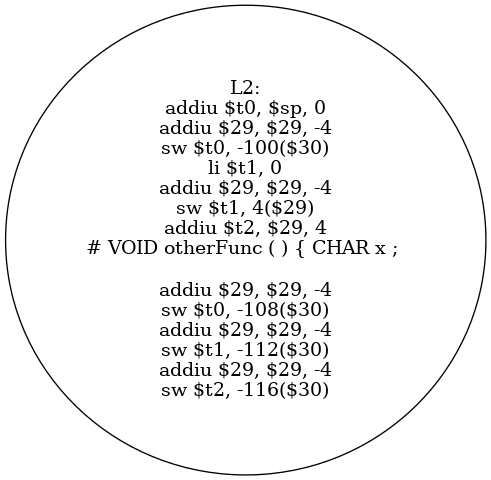 L2:
addiu $t0, $sp, 0
addiu $29, $29, -4
sw $t0, -100($30)
li $t1, 0
addiu $29, $29, -4
sw $t1, 4($29)
addiu $t2, $29, 4
# VOID otherFunc ( ) { CHAR x ;
addiu $29, $29, -4
sw $t0, -108($30)
addiu $29, $29, -4
sw $t1, -112($30)
addiu $29, $29, -4
sw $t2, -116($30)